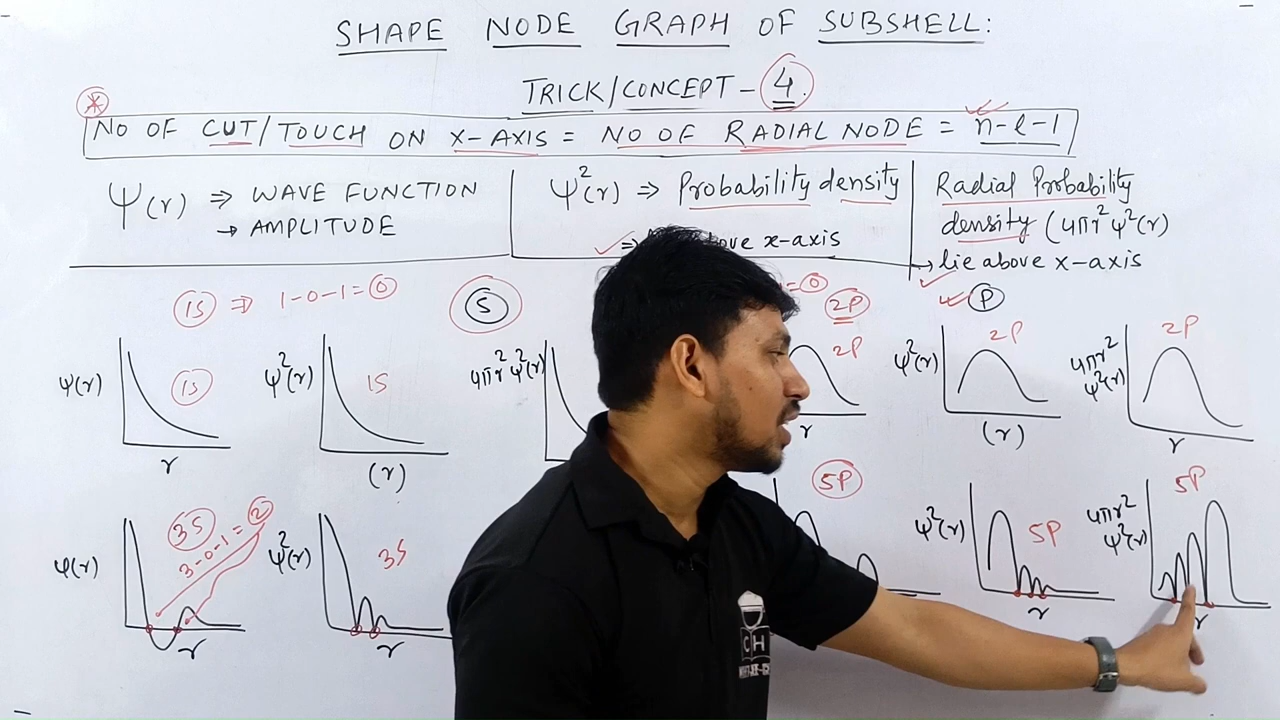 SHAPE NODE GRAPH OF SUBSHELL:
TRICK/CONCEPT - 4.
NO OF CUT/TOUCH ON X-AXIS = NO OF RADIAL NODE = n-l-1
Ψ(r) ⇒ WAVE FUNCTION
→ AMPLITUDE
Ψ²(r) ⇒ Probability density
⇒ above x-axis
Radial Probability
density (4πr²Ψ²(r)
→ lie above x-axis
1S ⇒ 1-0-1=0
S
=0
2P
P
Ψ(r) 1S r
Ψ²(r) 1S (r)
4πr²Ψ²(r)
2P r
Ψ²(r) 2P (r)
4πr²
Ψ²(r) 2P r
Ψ(r) 3S 3-0-1=2 r
Ψ²(r) 3S r
5P
Ψ²(r) 5P r
4πr²
Ψ²(r) 5P r
CH